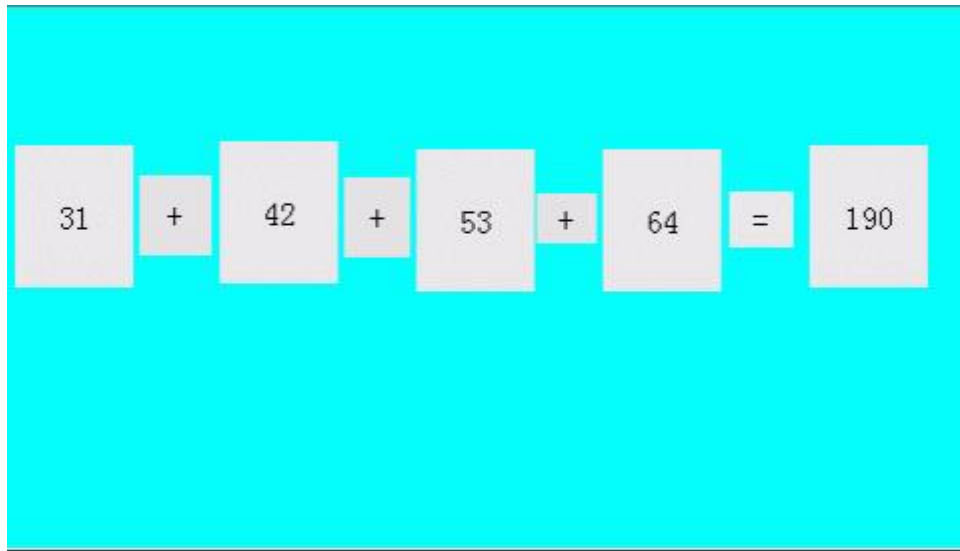 31 + 42 + 53 + 64 = 190